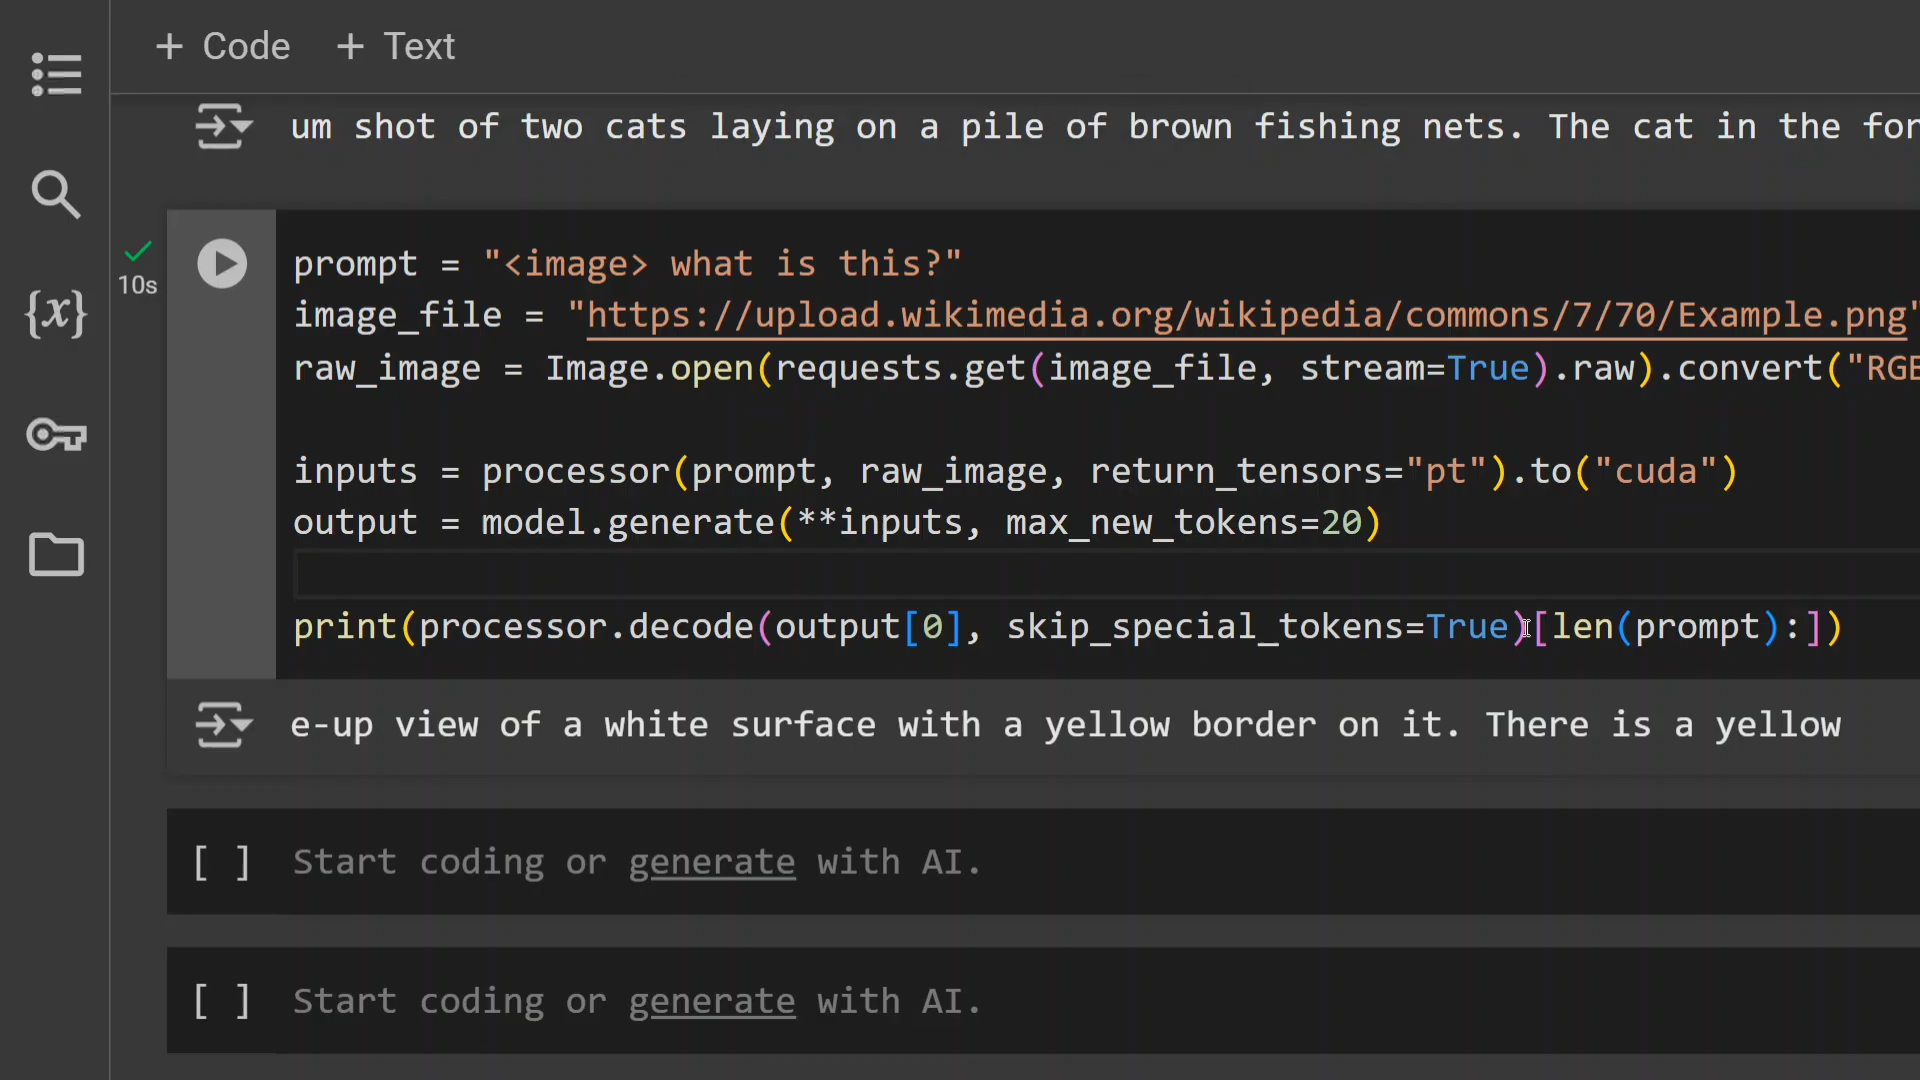 + Code + Text
um shot of two cats laying on a pile of brown fishing nets. The cat in the for
10s
prompt = "<image> what is this?"
image_file = "https://upload.wikimedia.org/wikipedia/commons/7/70/Example.png"
raw_image = Image.open(requests.get(image_file, stream=True).raw).convert("RGB
{x}
inputs = processor(prompt, raw_image, return_tensors="pt").to("cuda")
output = model.generate(**inputs, max_new_tokens=20)
print(processor.decode(output[0], skip_special_tokens=True)[len(prompt):])
e-up view of a white surface with a yellow border on it. There is a yellow
[ ] Start coding or generate with AI.
[ ] Start coding or generate with AI.